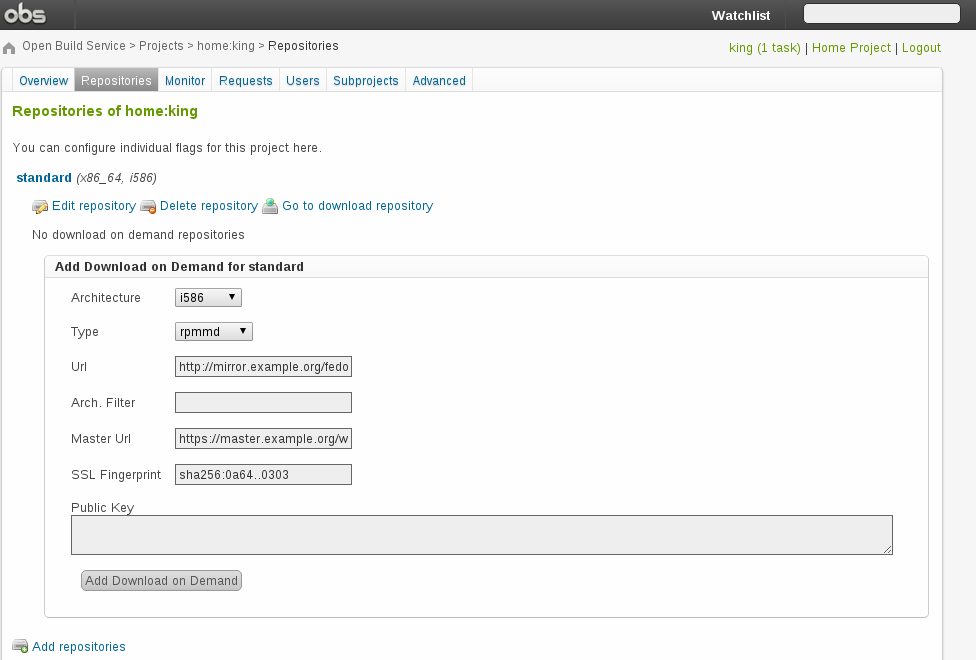 obs
Watchlist
Open Build Service > Projects > home:king > Repositories
king (1 task) | Home Project | Logout
Overview Repositories Monitor Requests Users Subprojects Advanced
Repositories of home:king
You can configure individual flags for this project here.
standard (x86_64, i586)
Edit repository Delete repository Go to download repository
No download on demand repositories
Add Download on Demand for standard
Architecture i586
Type rpmmd
Url http://mirror.example.org/fedo
Arch. Filter
Master Url https://master.example.org/w
SSL Fingerprint sha256:0a64..0303
Public Key
Add Download on Demand
Add repositories